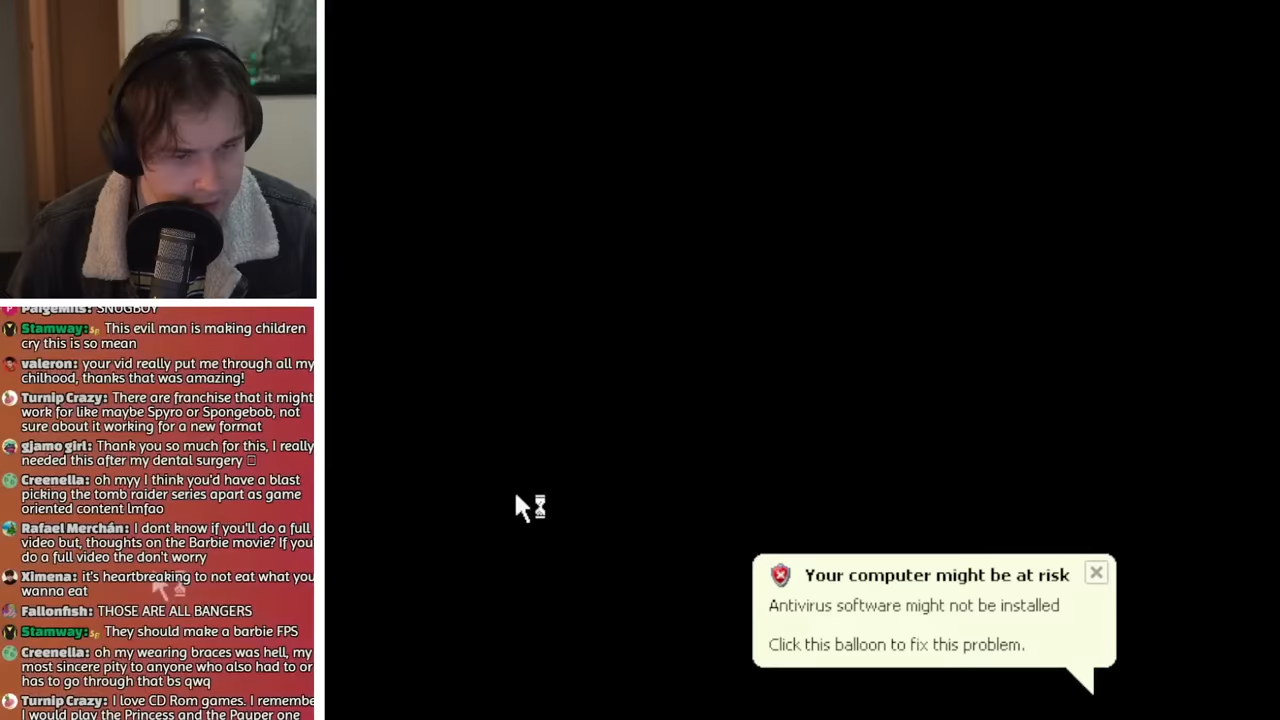 PaigeMils: SNUGBOY
Stamway: This evil man is making children
cry this is so mean
valeron: your vid really put me through all my
chilhood, thanks that was amazing!
Turnip Crazy: There are franchise that it might
work for like maybe Spyro or Spongebob, not
sure about it working for a new format
gjamo girl: Thank you so much for this, I really
needed this after my dental surgery
Creenella: oh myy I think you'd have a blast
picking the tomb raider series apart as game
oriented content lmfao
Rafael Merchán: I dont know if you'll do a full
video but, thoughts on the Barbie movie? If you
do a full video the don't worry
Ximena: it's heartbreaking to not eat what you
wanna eat
Fallonfish: THOSE ARE ALL BANGERS
Stamway: They should make a barbie FPS
Creenella: oh my wearing braces was hell, my
most sincere pity to anyone who also had to or
has to go through that bs qwq
Turnip Crazy: I love CD Rom games. I remembe
I would play the Princess and the Pauper one
Your computer might be at risk
Antivirus software might not be installed
Click this balloon to fix this problem.